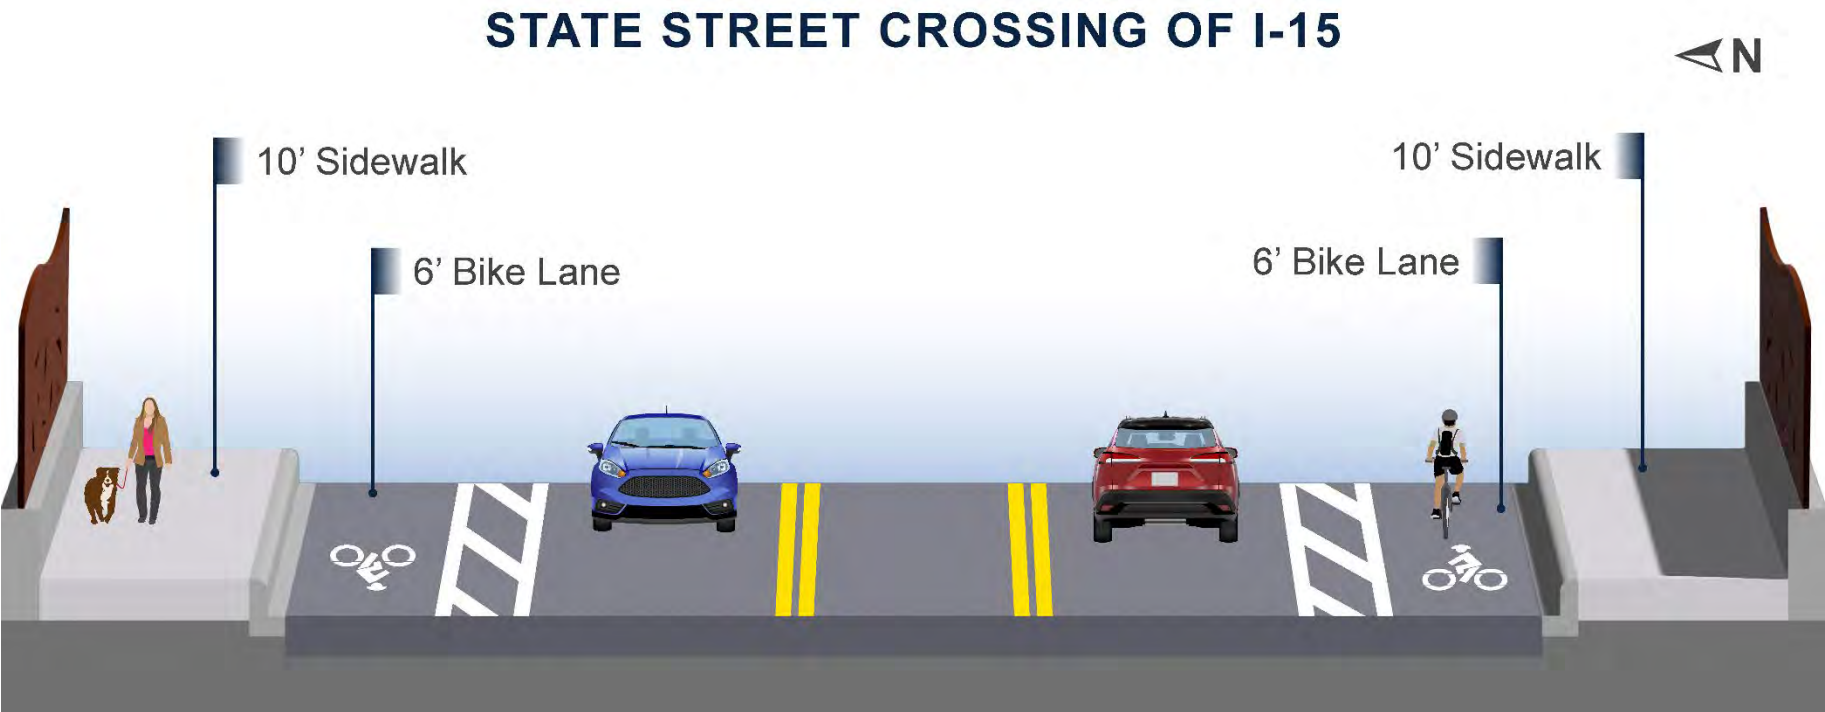 STATE STREET CROSSING OF I-15
N
10’ Sidewalk
10’ Sidewalk
6’ Bike Lane
6’ Bike Lane